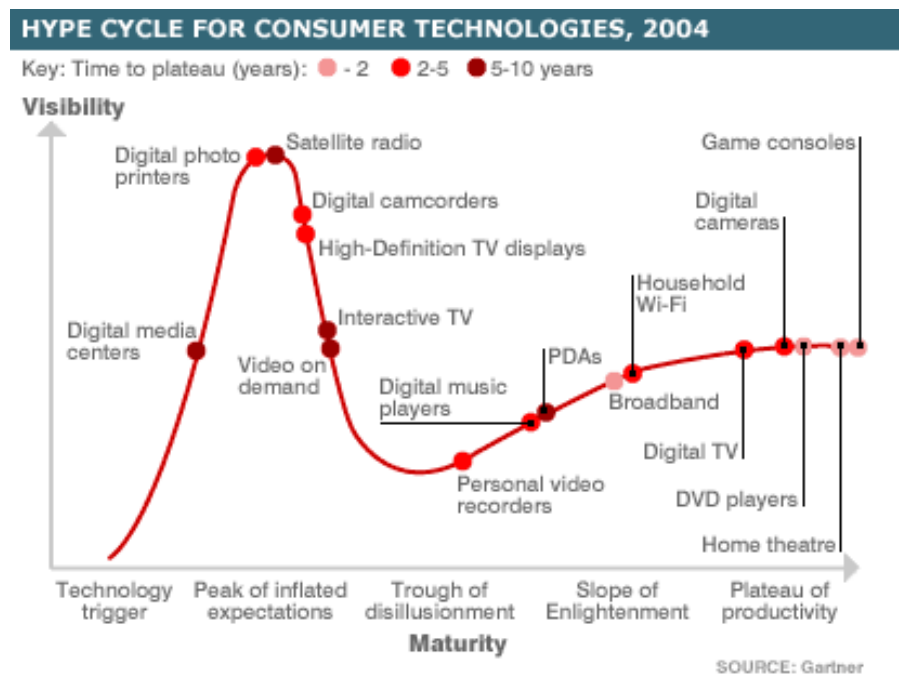 HYPE CYCLE FOR CONSUMER TECHNOLOGIES, 2004
Key: Time to plateau (years): - 2 2-5 5-10 years
Visibility
Digital photo
printers
Satellite radio
Game consoles
Digital camcorders
Digital
cameras
High-Definition TV displays
Household
Wi-Fi
Digital media
centers
Interactive TV
Video on
demand
PDAs
Digital music
players
Broadband
Digital TV
Personal video
recorders
DVD players
Home theatre
Technology
trigger
Peak of inflated
expectations
Trough of
disillusionment
Slope of
Enlightenment
Plateau of
productivity
Maturity
SOURCE: Gartner